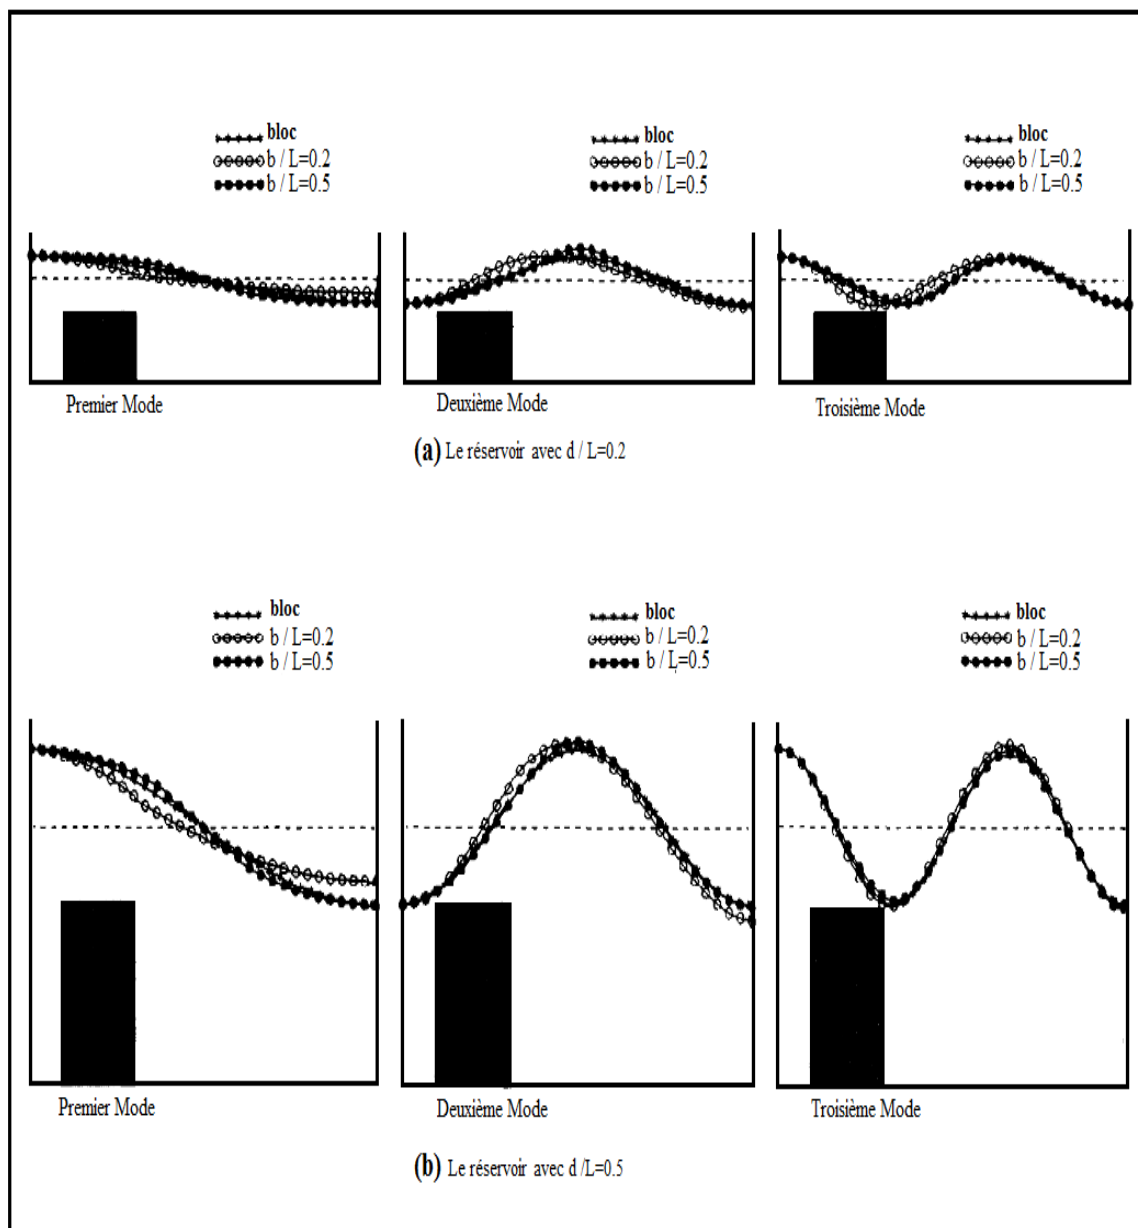 bloc
b / L=0.2
b / L=0.5
bloc
b / L=0.2
b / L=0.5
bloc
b / L=0.2
b / L=0.5
Premier Mode
Deuxième Mode
Troisième Mode
(a) Le réservoir avec d / L=0.2
bloc
b / L=0.2
b / L=0.5
bloc
b / L=0.2
b / L=0.5
bloc
b / L=0.2
b / L=0.5
Premier Mode
Deuxième Mode
Troisième Mode
(b) Le réservoir avec d /L=0.5